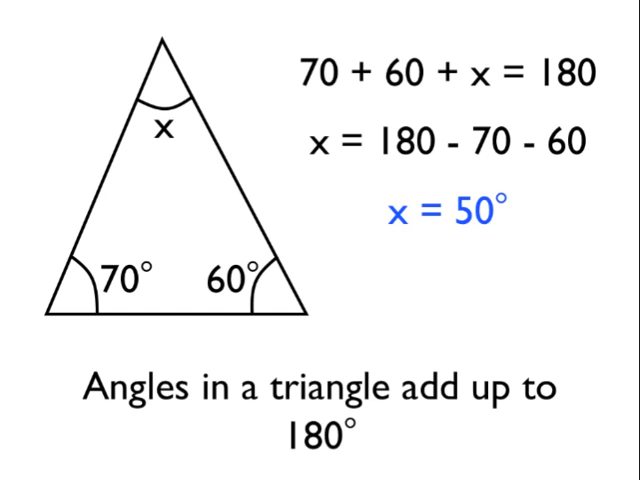 70 + 60 + x = 180
x
x = 180 - 70 - 60
x = 50°
70° 60°
Angles in a triangle add up to
180°